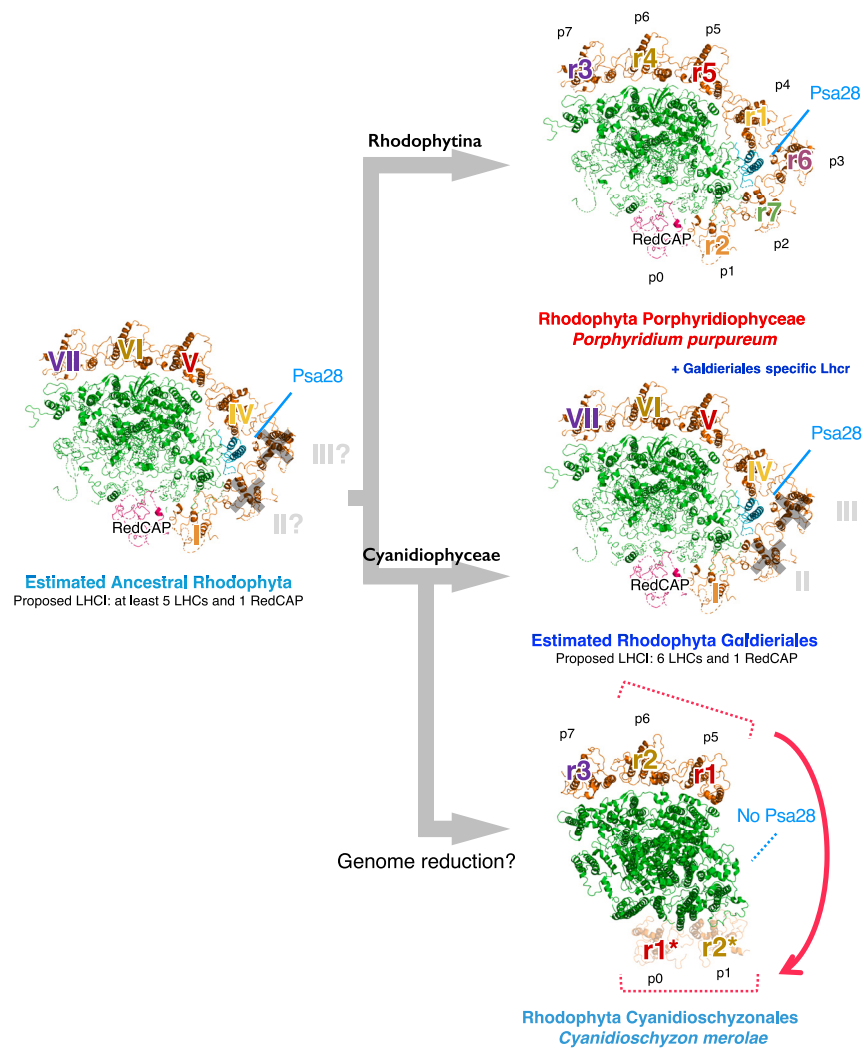 p7
p6
p5
r3
r4
r5
p4
r1
Psa28
Rhodophytina
r6
p3
r7
RedCAP
r2
p2
p1
p0
Rhodophyta Porphyridiophyceae
Porphyridium purpureum
+ Galdieriales specific Lhcr
VII
VI
V
Psa28
IV
III?
II?
RedCAP
I
Estimated Ancestral Rhodophyta
Proposed LHCI: at least 5 LHCs and 1 RedCAP
VII
VI
V
Psa28
IV
III
II
Cyanidiophyceae
RedCAP
I
Estimated Rhodophyta Galdieriales
Proposed LHCI: 6 LHCs and 1 RedCAP
p7
p6
p5
r3
r2
r1
No Psa28
Genome reduction?
r1*
r2*
p0
p1
Rhodophyta Cyanidioschyzonales
Cyanidioschyzon merolae